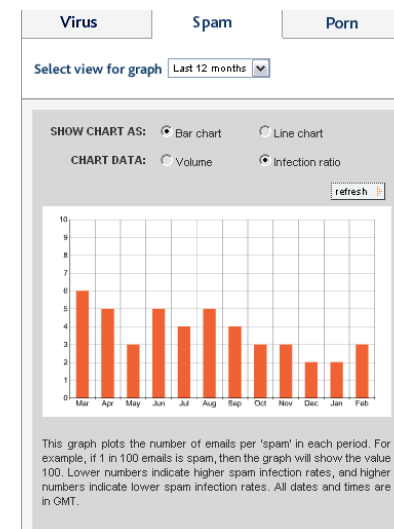 Virus Spam Porn
Select view for graph Last 12 months
SHOW CHART AS: Bar chart Line chart
CHART DATA: Volume Infection ratio
refresh
10
9
8
7
6
5
4
3
2
1
0
Mar Apr May Jun Jul Aug Sep Oct Nov Dec Jan Feb
This graph plots the number of emails per 'spam' in each period. For
example, if 1 in 100 emails is spam, then the graph will show the value
100. Lower numbers indicate higher spam infection rates, and higher
numbers indicate lower spam infection rates. All dates and times are
in GMT.